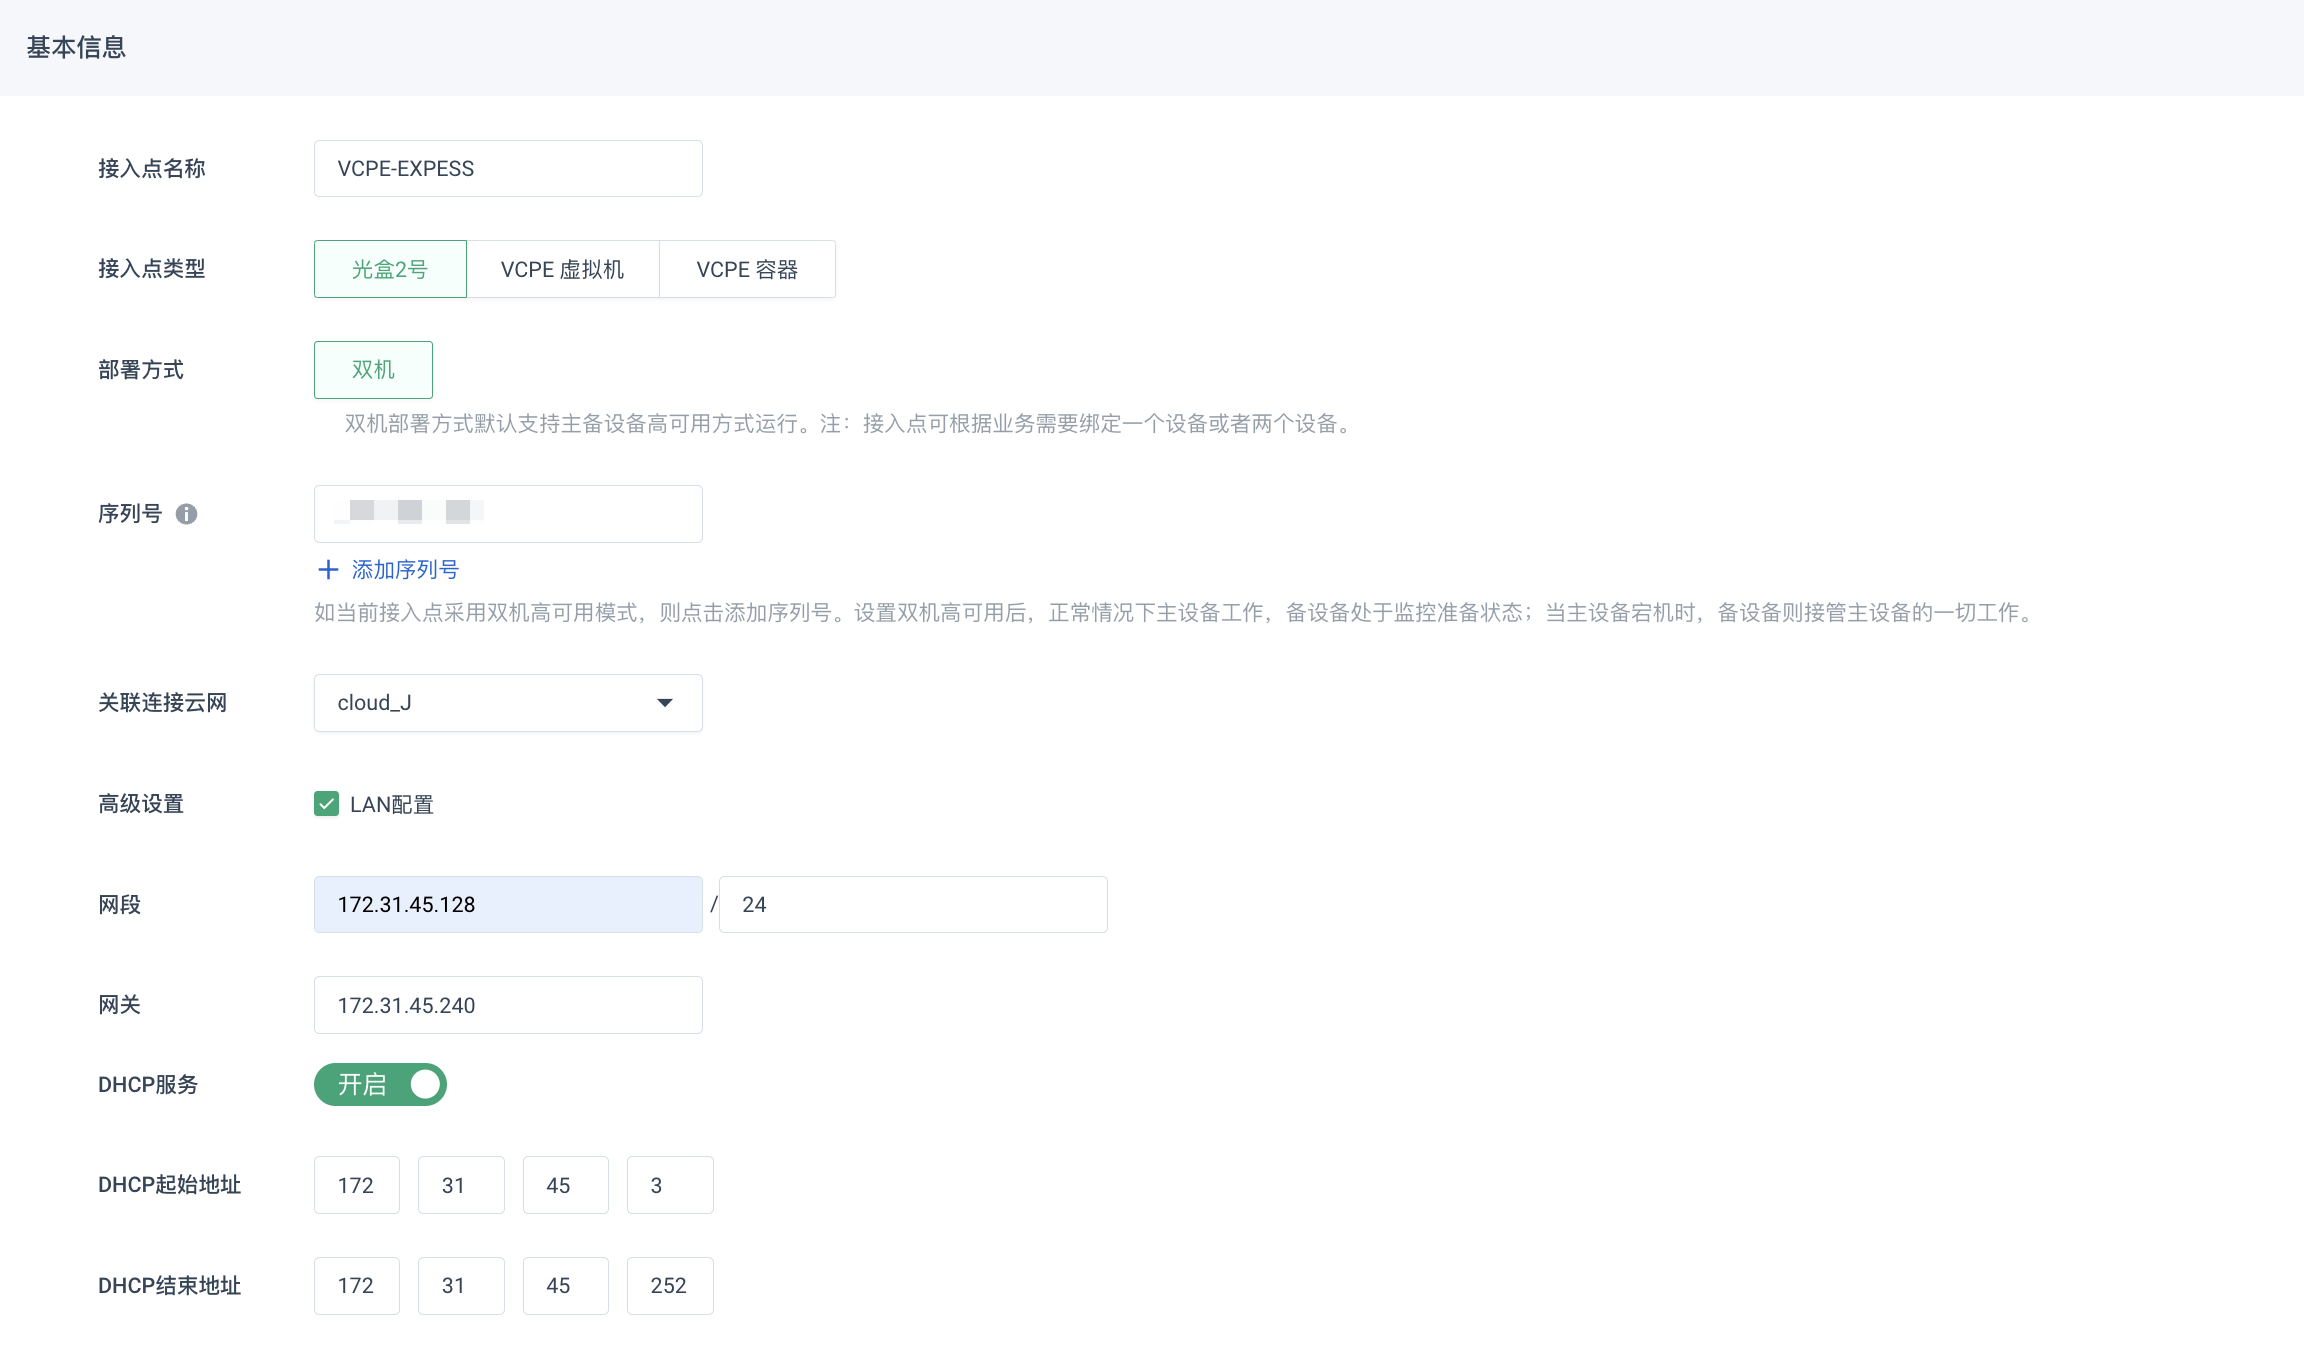 基本信息
接入点名称 VCPE-EXPESS
接入点类型 光盒2号 VCPE 虚拟机 VCPE 容器
部署方式 双机
双机部署方式默认支持主备设备高可用方式运行。注：接入点可根据业务需要绑定一个设备或者两个设备。
序列号
添加序列号
如当前接入点采用双机高可用模式，则点击添加序列号。设置双机高可用后，正常情况下主设备工作，备设备处于监控准备状态；当主设备宕机时，备设备则接管主设备的一切工作。
关联连接云网 cloud_J
高级设置 LAN配置
网段 172.31.45.128 / 24
网关 172.31.45.240
DHCP服务 开启
DHCP起始地址 172 31 45 3
DHCP结束地址 172 31 45 252